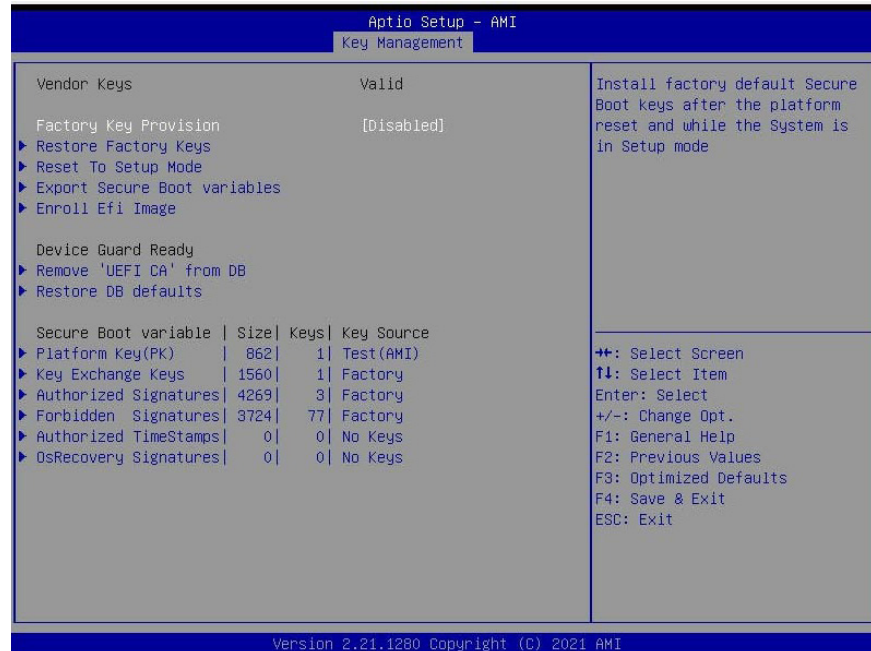 Aptio Setup – AMI
Key Management
Vendor Keys Valid
Factory Key Provision [Disabled]
Restore Factory Keys
Reset To Setup Mode
Export Secure Boot variables
Enroll Efi Image
Device Guard Ready
Remove 'UEFI CA' from DB
Restore DB defaults
Secure Boot variable | Size| Keys| Key Source
Platform Key(PK) | 862| 1| Test(AMI)
Key Exchange Keys | 1560| 1| Factory
Authorized Signatures| 4269| 3| Factory
Forbidden Signatures| 3724| 77| Factory
Authorized TimeStamps| 0| 0| No Keys
OsRecovery Signatures| 0| 0| No Keys
Install factory default Secure
Boot keys after the platform
reset and while the System is
in Setup mode
→←: Select Screen
↑↓: Select Item
Enter: Select
+/-: Change Opt.
F1: General Help
F2: Previous Values
F3: Optimized Defaults
F4: Save & Exit
ESC: Exit
Version 2.21.1280 Copyright (C) 2021 AMI